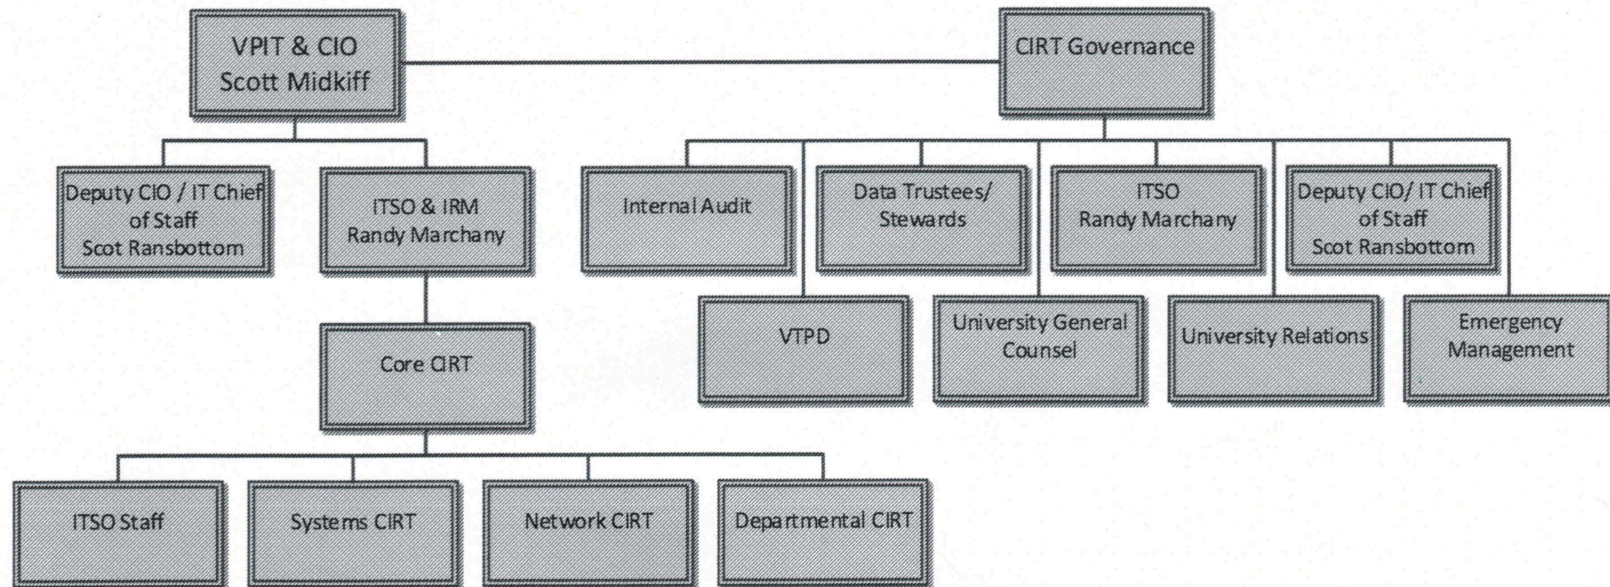 VPIT & CIO
Scott Midkiff
CIRT Governance
Deputy CIO / IT Chief
of Staff
Scot Ransbottom
ITSO & IRM
Randy Marchany
Internal Audit
Data Trustees/
Stewards
ITSO
Randy Marchany
Deputy CIO/ IT Chief
of Staff
Scot Ransbottom
Core CIRT
VTPD
University General
Counsel
University Relations
Emergency
Management
ITSO Staff
Systems CIRT
Network CIRT
Departmental CIRT